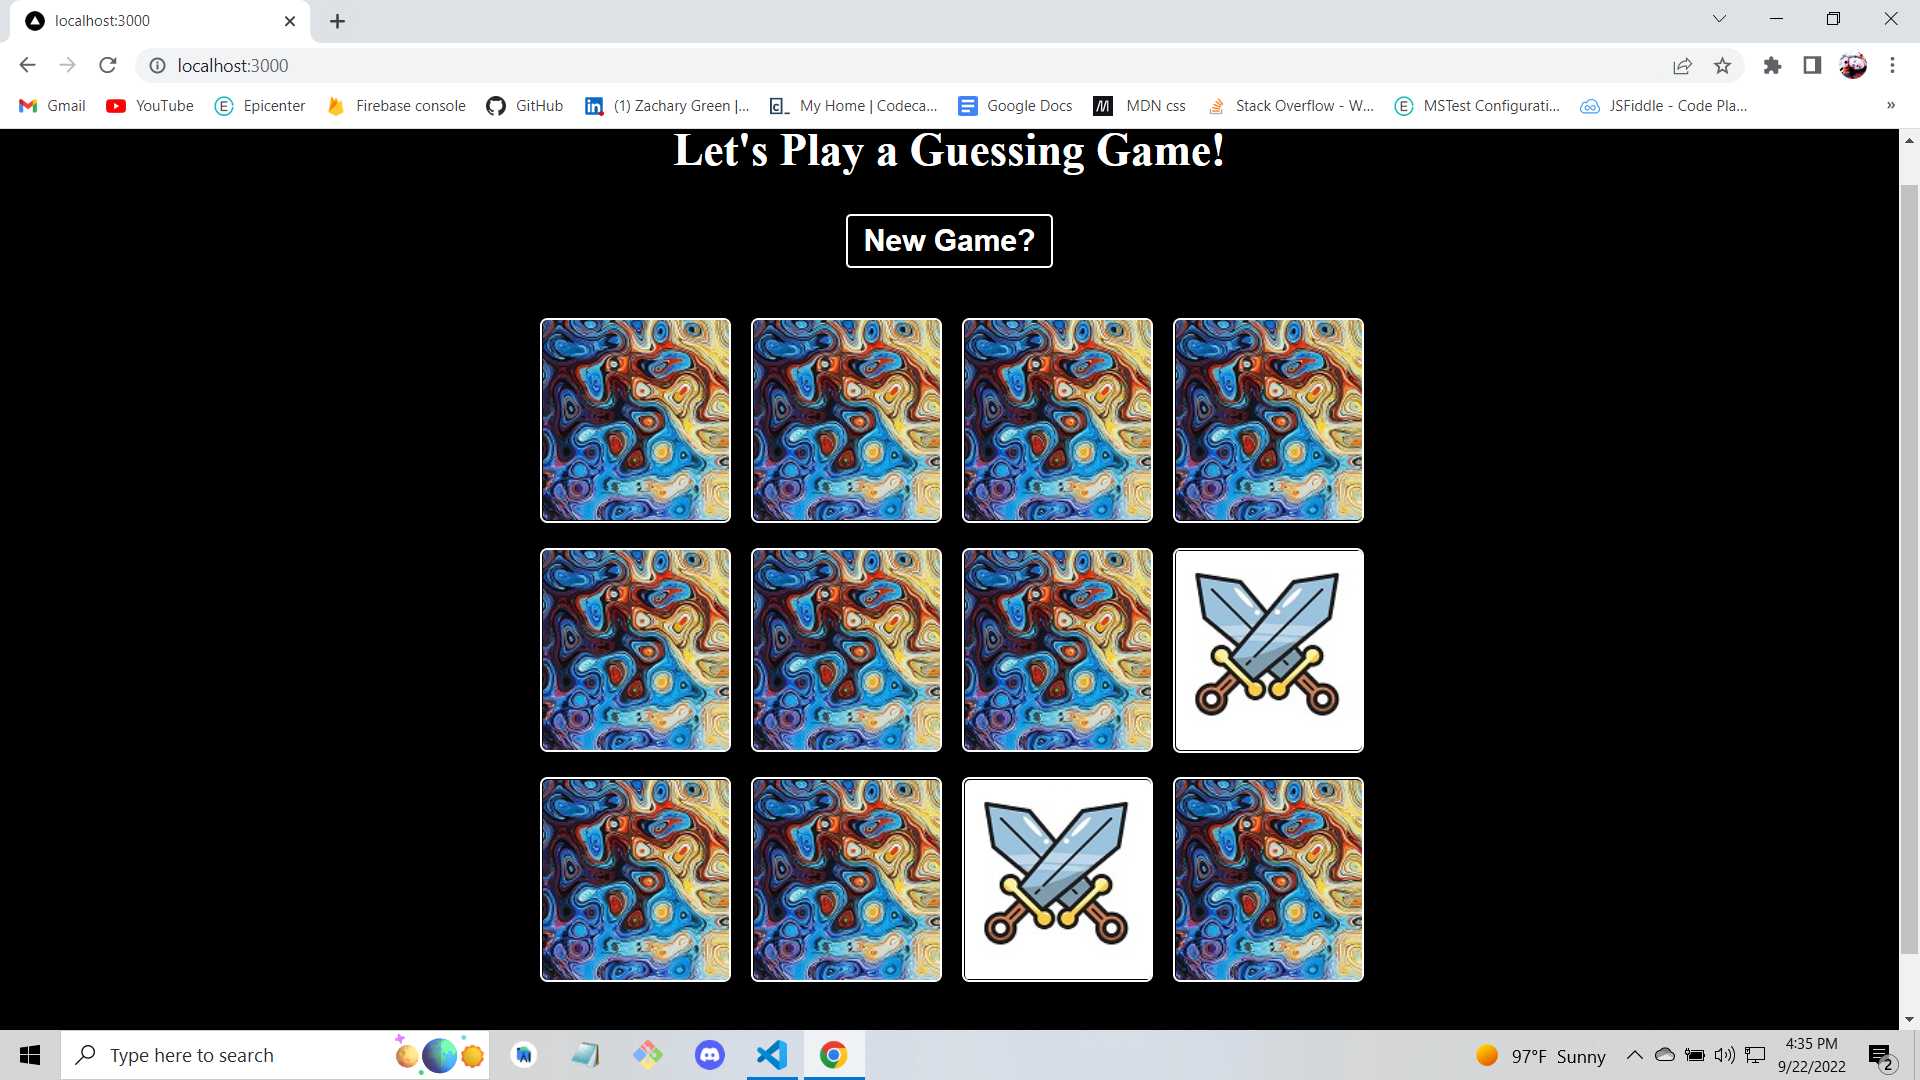 localhost:3000
localhost:3000
Gmail YouTube Epicenter Firebase console GitHub (1) Zachary Green |... My Home | Codeca... Google Docs MDN css Stack Overflow - W... MSTest Configurati... JSFiddle - Code Pla... »
Let's Play a Guessing Game!
New Game?
Type here to search
97°F Sunny
4:35 PM
9/22/2022
2